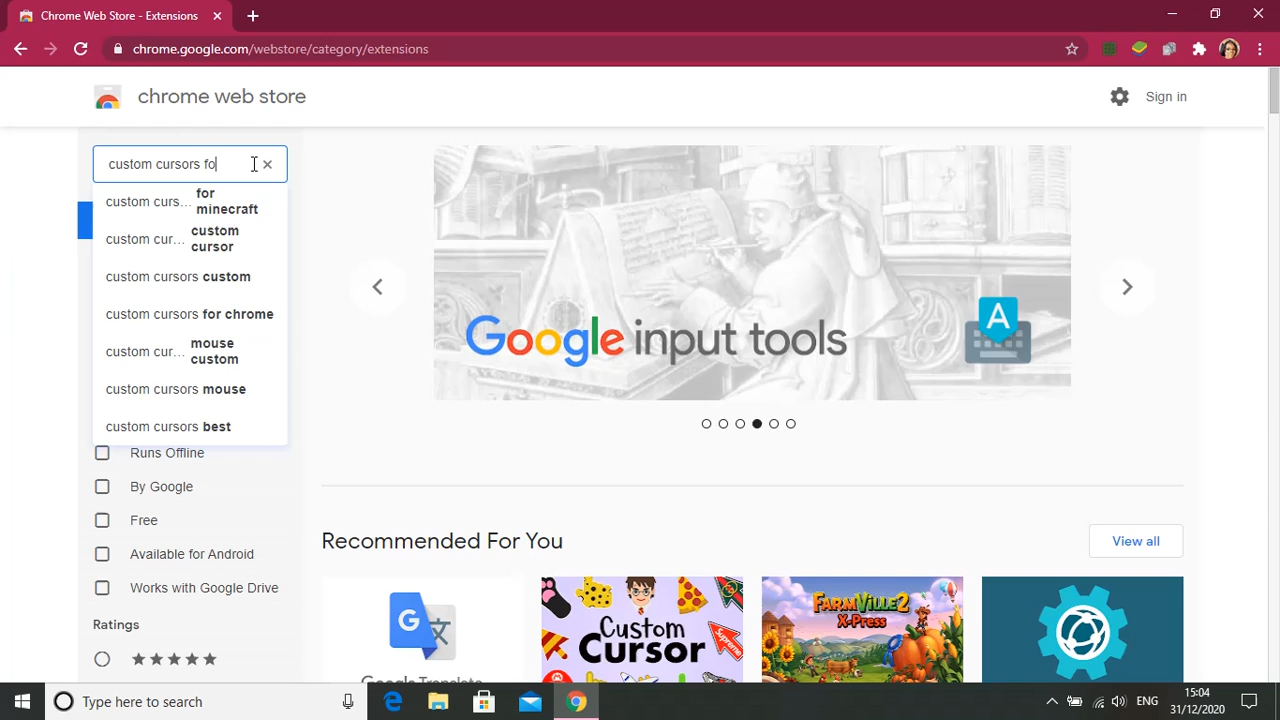 Chrome Web Store - Extensions
chrome.google.com/webstore/category/extensions
chrome web store
Sign in
custom cursors fo
custom curs... for minecraft
custom cur... custom cursor
custom cursors custom
custom cursors for chrome
custom cur... mouse custom
custom cursors mouse
custom cursors best
Runs Offline
By Google
Free
Available for Android
Works with Google Drive
Ratings
Google input tools
A
Recommended For You
View all
G
Google Translate
Custom Cursor
Supreme
FARMVILLE 2
X-PRESS
Type here to search
ENG
15:04
31/12/2020